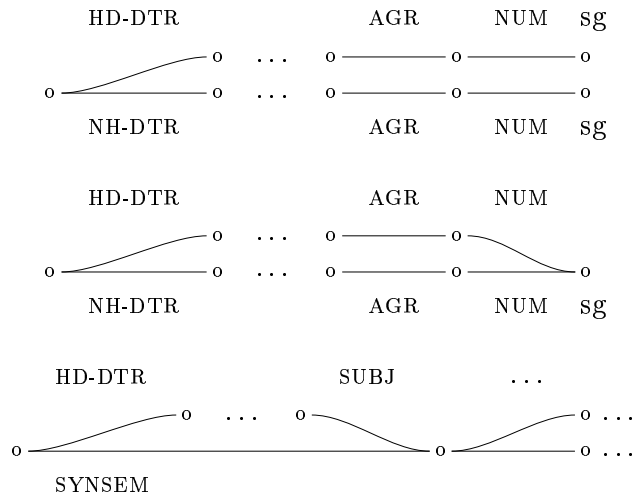 HD-DTR AGR NUM sg
o ... o o o
o o ... o o o
NH-DTR AGR NUM sg
HD-DTR AGR NUM
o ... o o
o o ... o o o
NH-DTR AGR NUM sg
HD-DTR SUBJ ...
o ... o o ...
o o o ...
SYNSEM